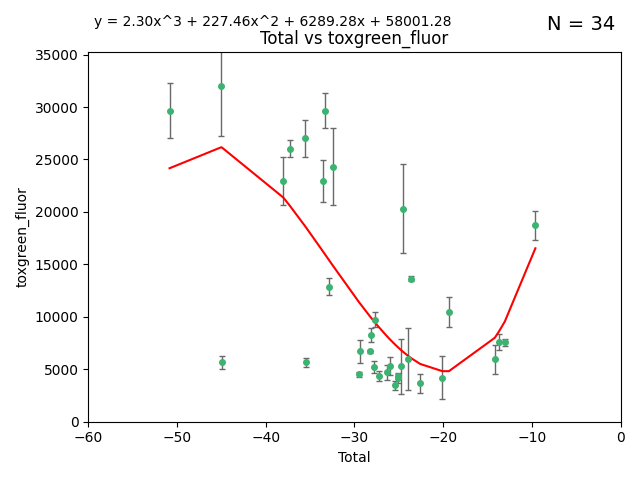 y = 2.30x^3 + 227.46x^2 + 6289.28x + 58001.28
N = 34
Total vs toxgreen_fluor
35000
30000
25000
20000
15000
10000
5000
0
toxgreen_fluor
−60 −50 −40 −30 −20 −10 0
Total